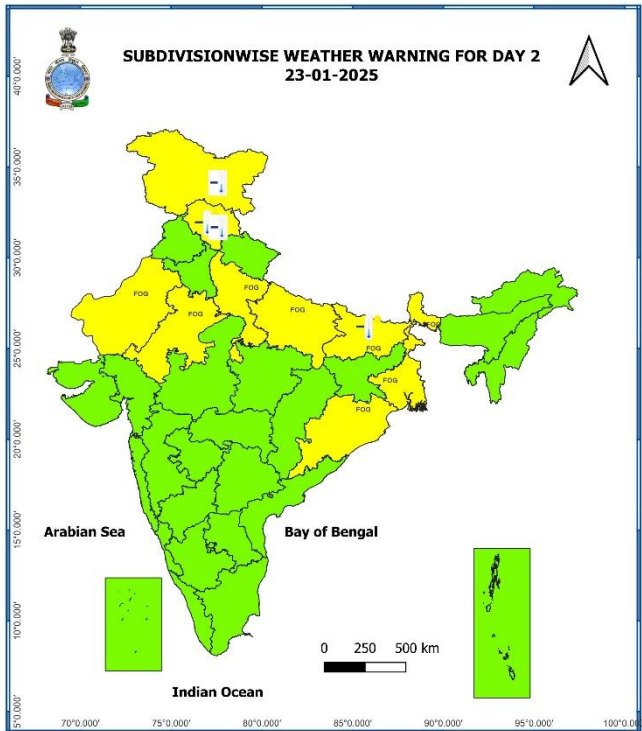 SUBDIVISIONWISE WEATHER WARNING FOR DAY 2
23-01-2025
40°0.000'
35°0.000'
30°0.000'
25°0.000'
20°0.000'
15°0.000'
10°0.000'
5°0.000'
FOG
FOG
FOG
FOG
FOG
FOG
FOG
FOG
Arabian Sea
Bay of Bengal
0 250 500 km
Indian Ocean
70°0.000' 75°0.000' 80°0.000' 85°0.000' 90°0.000' 95°0.000' 100°0.000'